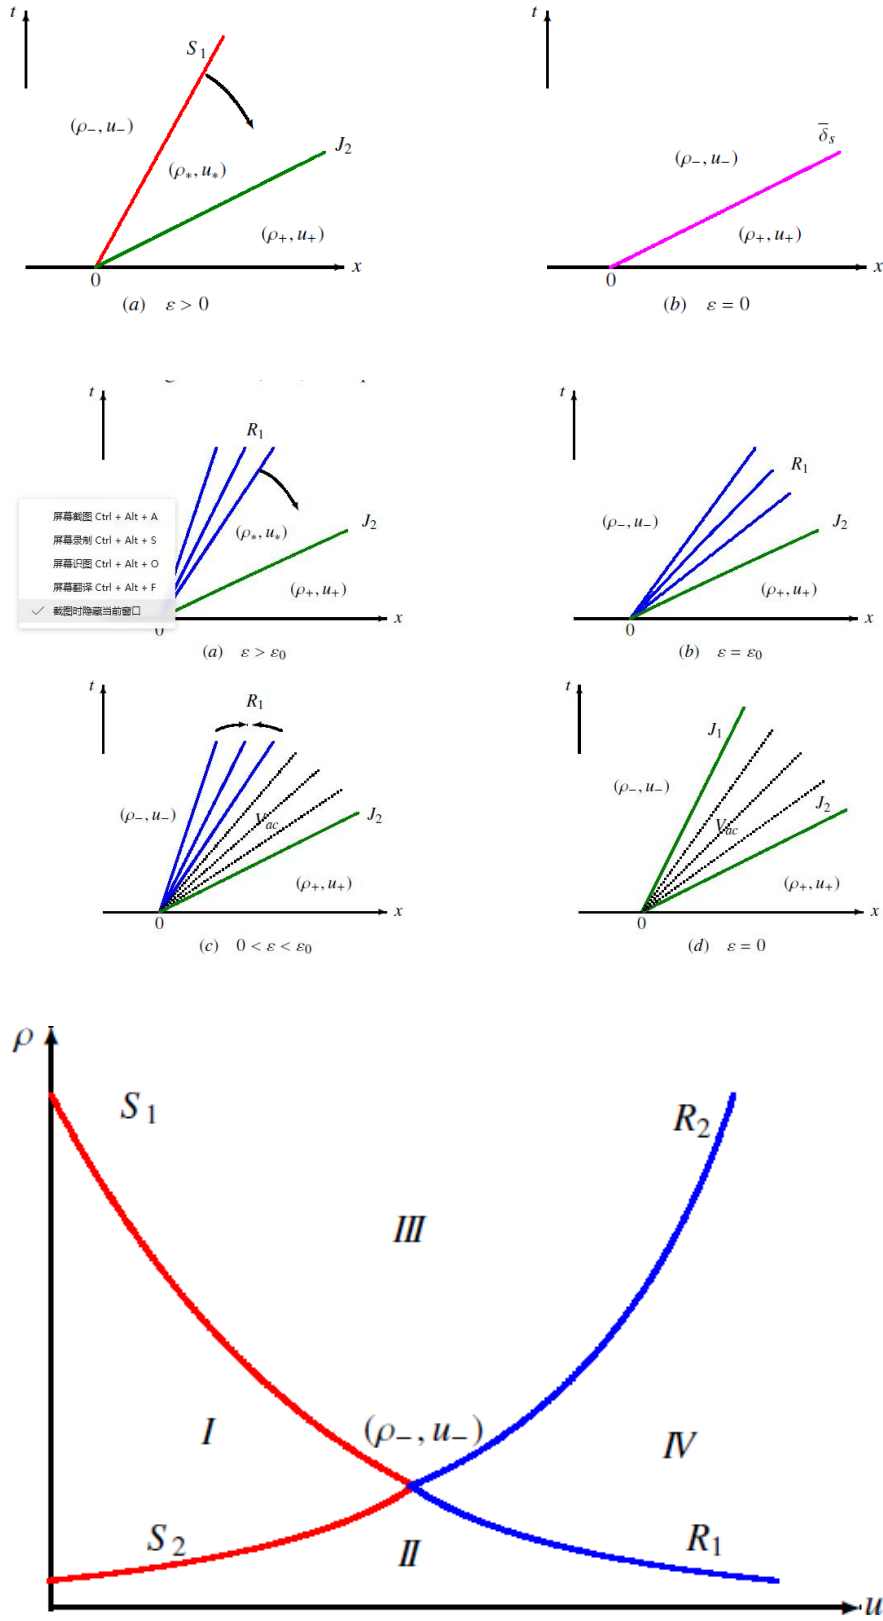 t t
S₁
(ρ₋, u₋) J₂ (ρ₋, u₋) δ̄ₛ
(ρ∗, u∗)
(ρ₊, u₊) (ρ₊, u₊)
0 x 0 x
(a) ε > 0 (b) ε = 0
t t
R₁
R₁
屏幕截图 Ctrl + Alt + A
屏幕录制 Ctrl + Alt + S
屏幕识图 Ctrl + Alt + O
屏幕翻译 Ctrl + Alt + F
截图时隐藏当前窗口
(ρ∗, u∗) J₂ (ρ₋, u₋) J₂
(ρ₊, u₊) (ρ₊, u₊)
0 x 0 x
(a) ε > ε₀ (b) ε = ε₀
t t
R₁ J₁
(ρ₋, u₋) V_ac J₂ (ρ₋, u₋) V_ac J₂
(ρ₊, u₊) (ρ₊, u₊)
0 x 0 x
(c) 0 < ε < ε₀ (d) ε = 0
ρ
S₁ R₂
III
I (ρ₋, u₋) IV
S₂ II R₁
u